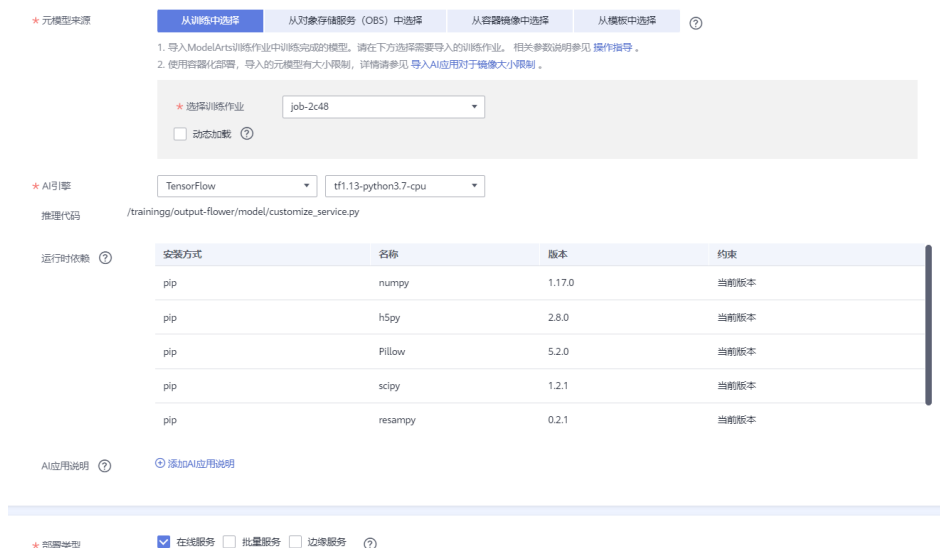 * 元模型来源 从训练中选择 从对象存储服务（OBS）中选择 从容器镜像中选择 从模板中选择 ?
1. 导入ModelArts训练作业中训练完成的模型。请在下方选择需要导入的训练作业。 相关参数说明参见 操作指导 。
2. 使用容器化部署，导入的元模型有大小限制，详情请参见 导入AI应用对于镜像大小限制 。
* 选择训练作业 job-2c48
动态加载 ?
* AI引擎 TensorFlow tf1.13-python3.7-cpu
推理代码 /trainingg/output-flower/model/customize_service.py
运行时依赖 ? 安装方式 名称 版本 约束
pip numpy 1.17.0 当前版本
pip h5py 2.8.0 当前版本
pip Pillow 5.2.0 当前版本
pip scipy 1.2.1 当前版本
pip resampy 0.2.1 当前版本
AI应用说明 ? 添加AI应用说明
* 部署类型 在线服务 批量服务 边缘服务 ?